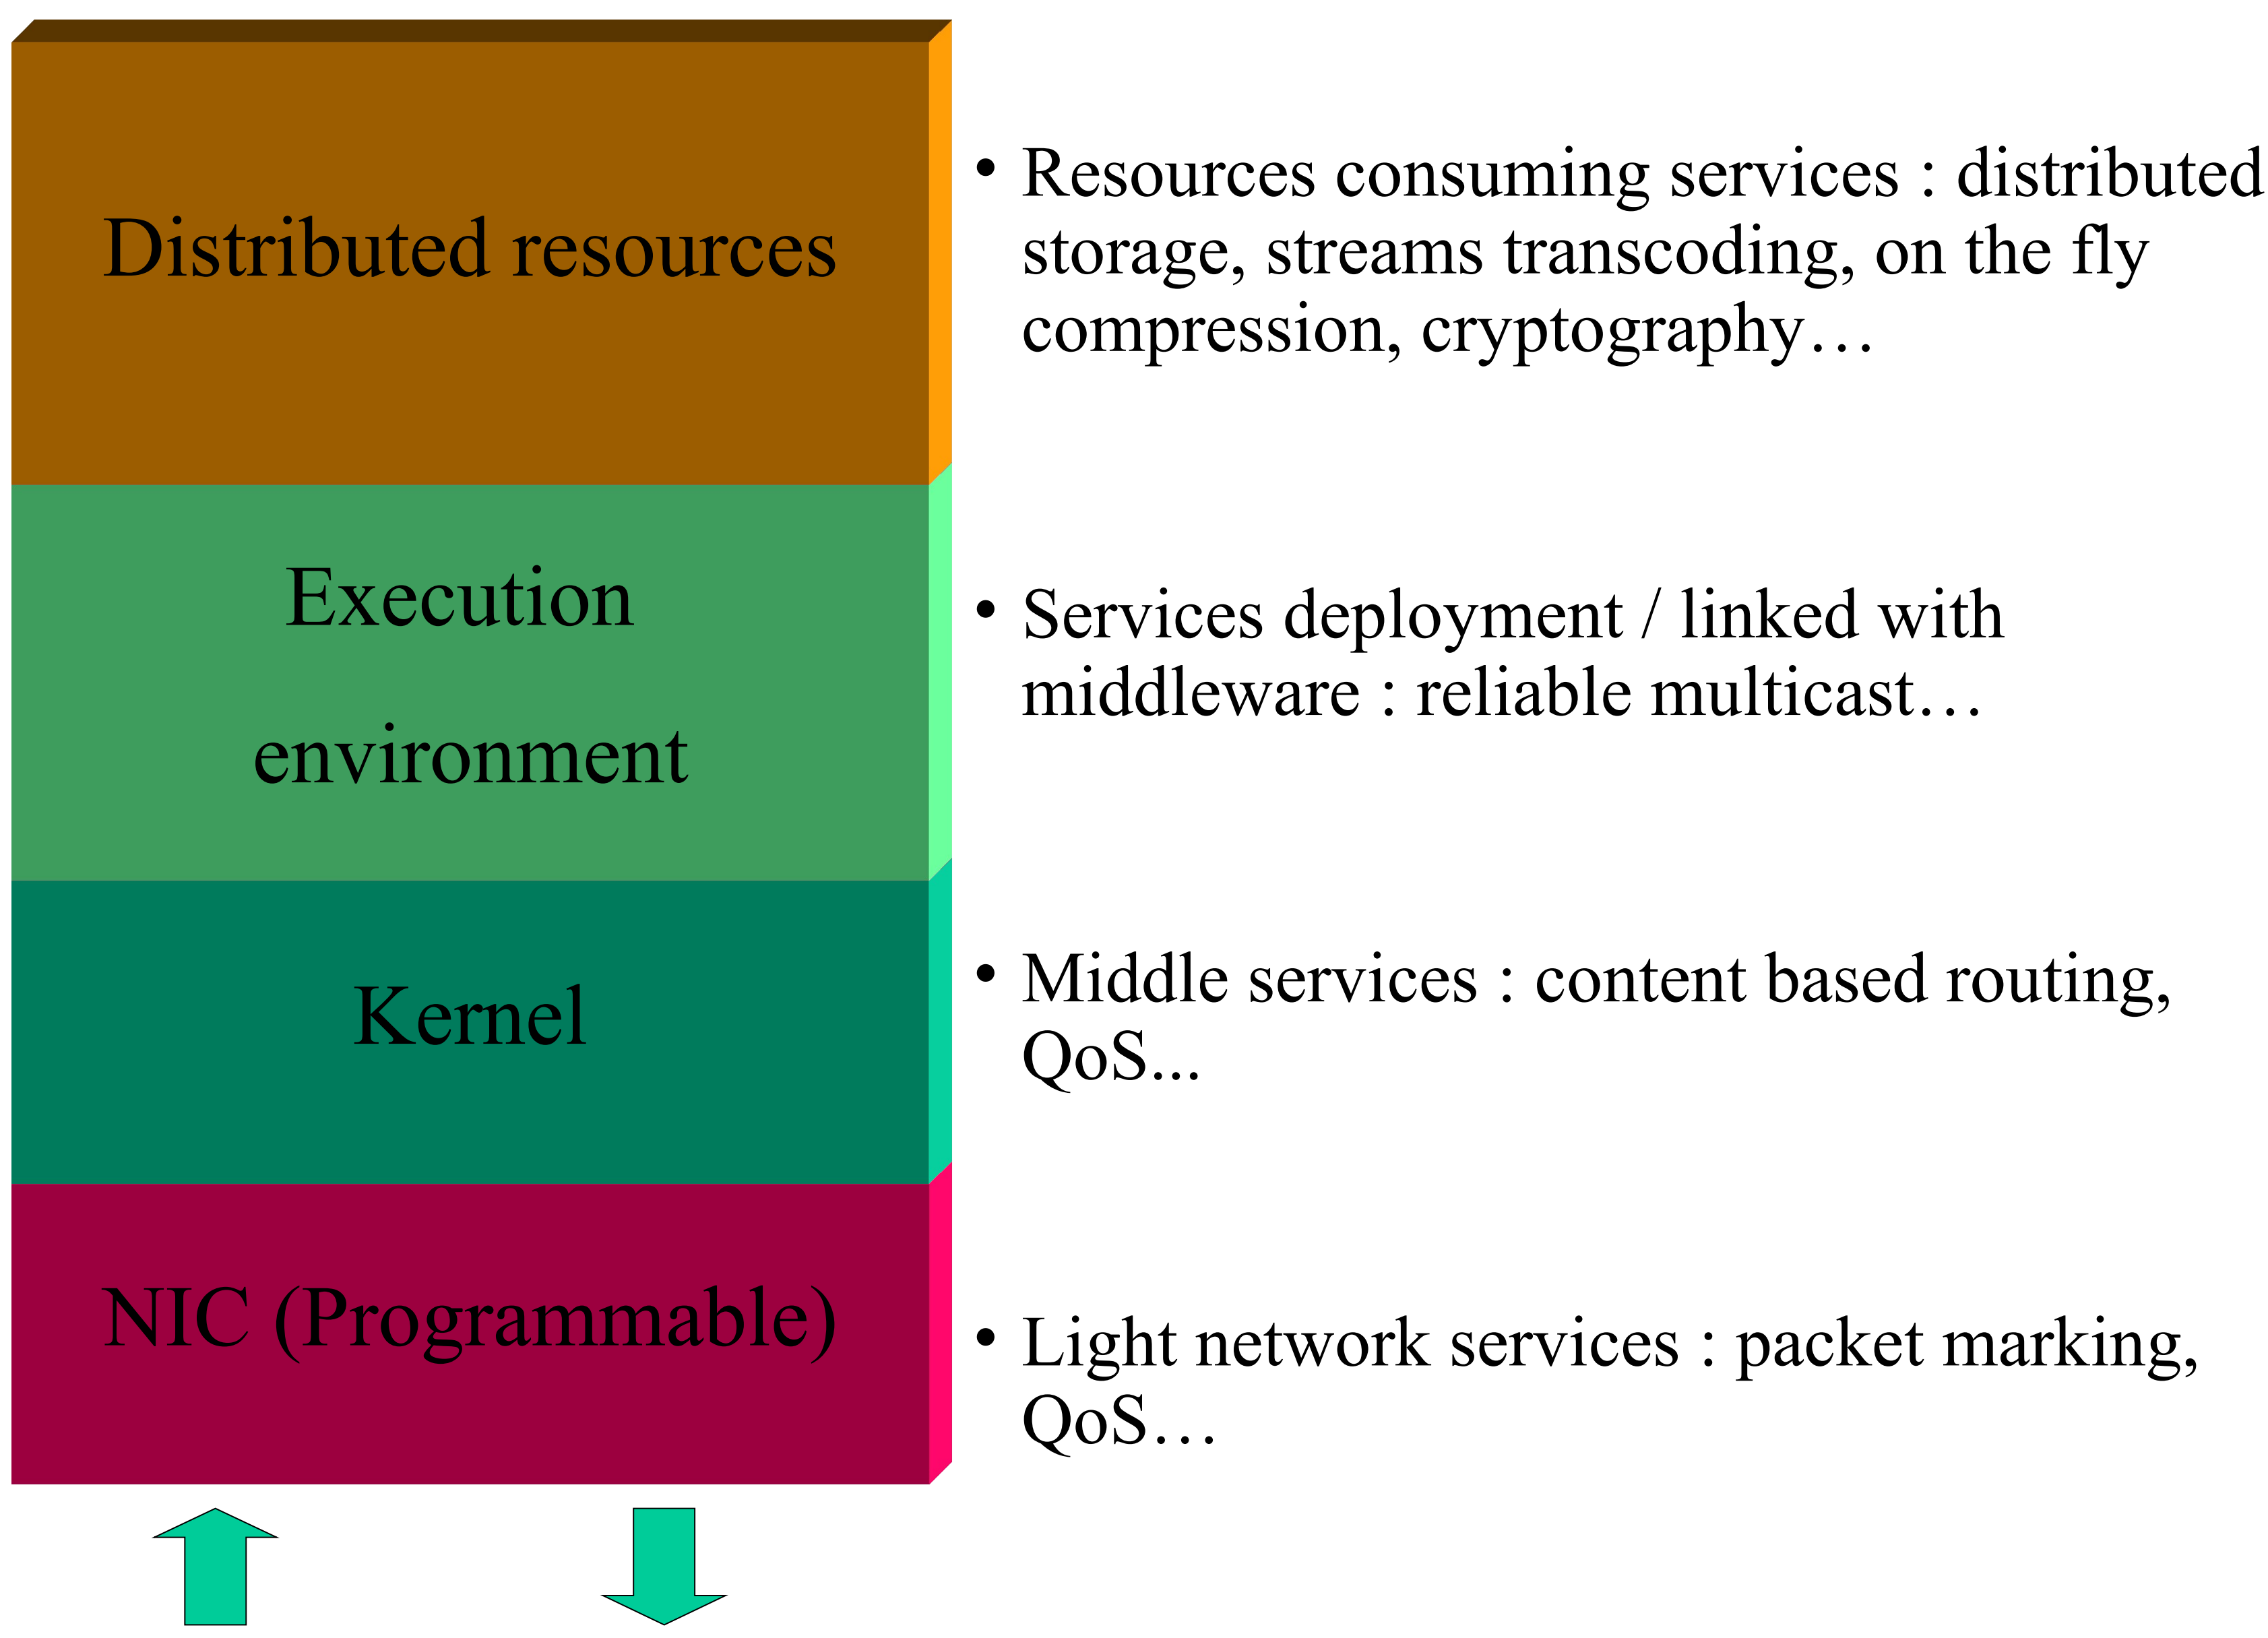 Distributed resources
• Resources consuming services : distributed
storage, streams transcoding, on the fly
compression, cryptography…
Execution
environment
• Services deployment / linked with
middleware : reliable multicast…
Kernel
• Middle services : content based routing,
QoS...
NIC (Programmable)
• Light network services : packet marking,
QoS…